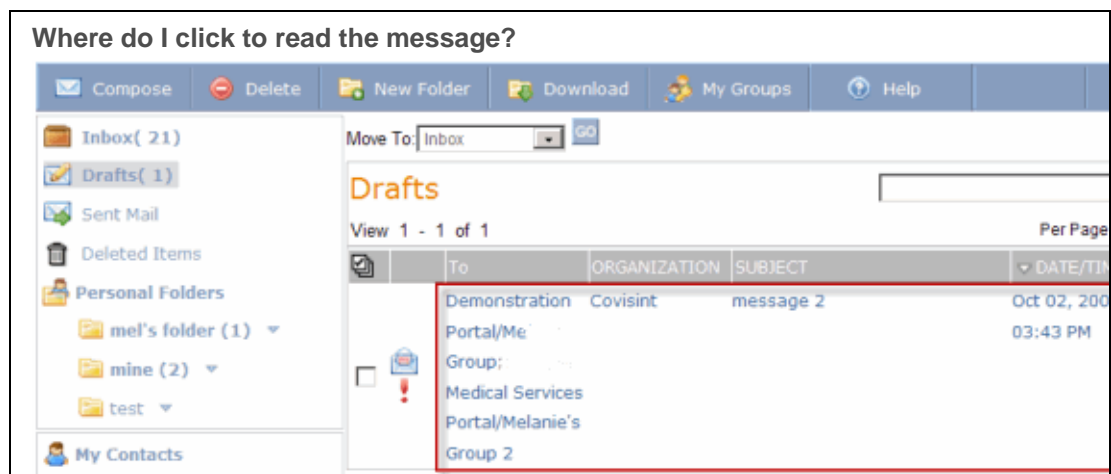 Where do I click to read the message?
Compose Delete New Folder Download My Groups Help
Inbox( 21)
Drafts( 1)
Sent Mail
Deleted Items
Personal Folders
mel's folder (1)
mine (2)
test
My Contacts
Move To: Inbox GO
Drafts
View 1 - 1 of 1 Per Page
To ORGANIZATION SUBJECT DATE/TIM
Demonstration Covisint message 2 Oct 02, 200
Portal/Me 03:43 PM
Group;
Medical Services
Portal/Melanie's
Group 2